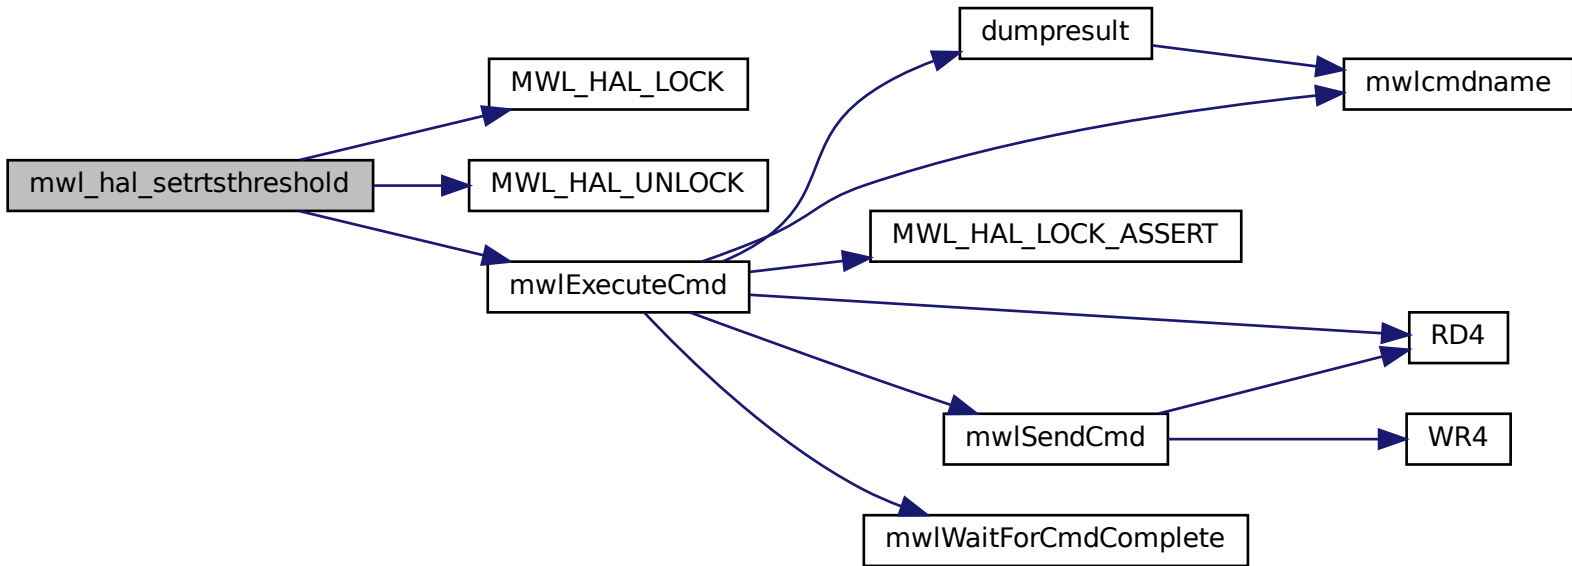 dumpresult
MWL_HAL_LOCK
mwlcmdname
mwl_hal_setrtsthreshold
MWL_HAL_UNLOCK
MWL_HAL_LOCK_ASSERT
mwlExecuteCmd
RD4
mwlSendCmd
WR4
mwlWaitForCmdComplete